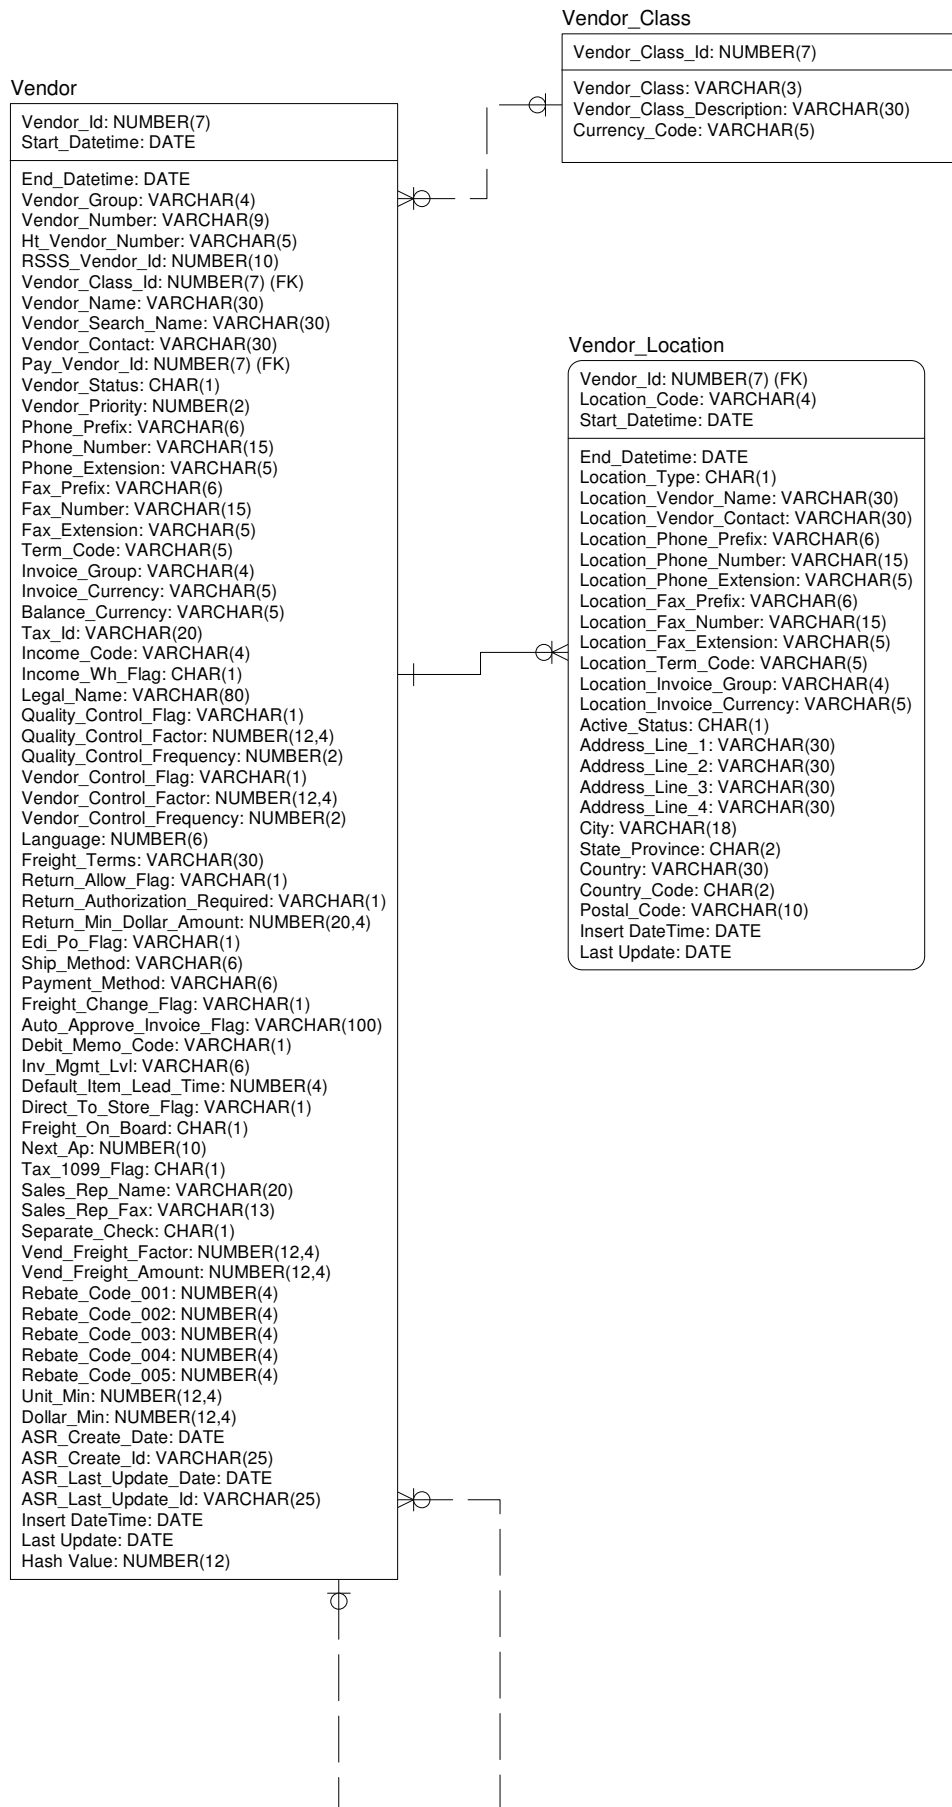 Vendor_Class
Vendor_Class_Id: NUMBER(7)
Vendor_Class: VARCHAR(3)
Vendor_Class_Description: VARCHAR(30)
Currency_Code: VARCHAR(5)
Vendor
Vendor_Id: NUMBER(7)
Start_Datetime: DATE
End_Datetime: DATE
Vendor_Group: VARCHAR(4)
Vendor_Number: VARCHAR(9)
Ht_Vendor_Number: VARCHAR(5)
RSSS_Vendor_Id: NUMBER(10)
Vendor_Class_Id: NUMBER(7) (FK)
Vendor_Name: VARCHAR(30)
Vendor_Search_Name: VARCHAR(30)
Vendor_Contact: VARCHAR(30)
Pay_Vendor_Id: NUMBER(7) (FK)
Vendor_Status: CHAR(1)
Vendor_Priority: NUMBER(2)
Phone_Prefix: VARCHAR(6)
Phone_Number: VARCHAR(15)
Phone_Extension: VARCHAR(5)
Fax_Prefix: VARCHAR(6)
Fax_Number: VARCHAR(15)
Fax_Extension: VARCHAR(5)
Term_Code: VARCHAR(5)
Invoice_Group: VARCHAR(4)
Invoice_Currency: VARCHAR(5)
Balance_Currency: VARCHAR(5)
Tax_Id: VARCHAR(20)
Income_Code: VARCHAR(4)
Income_Wh_Flag: CHAR(1)
Legal_Name: VARCHAR(80)
Quality_Control_Flag: VARCHAR(1)
Quality_Control_Factor: NUMBER(12,4)
Quality_Control_Frequency: NUMBER(2)
Vendor_Control_Flag: VARCHAR(1)
Vendor_Control_Factor: NUMBER(12,4)
Vendor_Control_Frequency: NUMBER(2)
Language: NUMBER(6)
Freight_Terms: VARCHAR(30)
Return_Allow_Flag: VARCHAR(1)
Return_Authorization_Required: VARCHAR(1)
Return_Min_Dollar_Amount: NUMBER(20,4)
Edi_Po_Flag: VARCHAR(1)
Ship_Method: VARCHAR(6)
Payment_Method: VARCHAR(6)
Freight_Change_Flag: VARCHAR(1)
Auto_Approve_Invoice_Flag: VARCHAR(100)
Debit_Memo_Code: VARCHAR(1)
Inv_Mgmt_Lvl: VARCHAR(6)
Default_Item_Lead_Time: NUMBER(4)
Direct_To_Store_Flag: VARCHAR(1)
Freight_On_Board: CHAR(1)
Next_Ap: NUMBER(10)
Tax_1099_Flag: CHAR(1)
Sales_Rep_Name: VARCHAR(20)
Sales_Rep_Fax: VARCHAR(13)
Separate_Check: CHAR(1)
Vend_Freight_Factor: NUMBER(12,4)
Vend_Freight_Amount: NUMBER(12,4)
Rebate_Code_001: NUMBER(4)
Rebate_Code_002: NUMBER(4)
Rebate_Code_003: NUMBER(4)
Rebate_Code_004: NUMBER(4)
Rebate_Code_005: NUMBER(4)
Unit_Min: NUMBER(12,4)
Dollar_Min: NUMBER(12,4)
ASR_Create_Date: DATE
ASR_Create_Id: VARCHAR(25)
ASR_Last_Update_Date: DATE
ASR_Last_Update_Id: VARCHAR(25)
Insert DateTime: DATE
Last Update: DATE
Hash Value: NUMBER(12)
Vendor_Location
Vendor_Id: NUMBER(7) (FK)
Location_Code: VARCHAR(4)
Start_Datetime: DATE
End_Datetime: DATE
Location_Type: CHAR(1)
Location_Vendor_Name: VARCHAR(30)
Location_Vendor_Contact: VARCHAR(30)
Location_Phone_Prefix: VARCHAR(6)
Location_Phone_Number: VARCHAR(15)
Location_Phone_Extension: VARCHAR(5)
Location_Fax_Prefix: VARCHAR(6)
Location_Fax_Number: VARCHAR(15)
Location_Fax_Extension: VARCHAR(5)
Location_Term_Code: VARCHAR(5)
Location_Invoice_Group: VARCHAR(4)
Location_Invoice_Currency: VARCHAR(5)
Active_Status: CHAR(1)
Address_Line_1: VARCHAR(30)
Address_Line_2: VARCHAR(30)
Address_Line_3: VARCHAR(30)
Address_Line_4: VARCHAR(30)
City: VARCHAR(18)
State_Province: CHAR(2)
Country: VARCHAR(30)
Country_Code: CHAR(2)
Postal_Code: VARCHAR(10)
Insert DateTime: DATE
Last Update: DATE